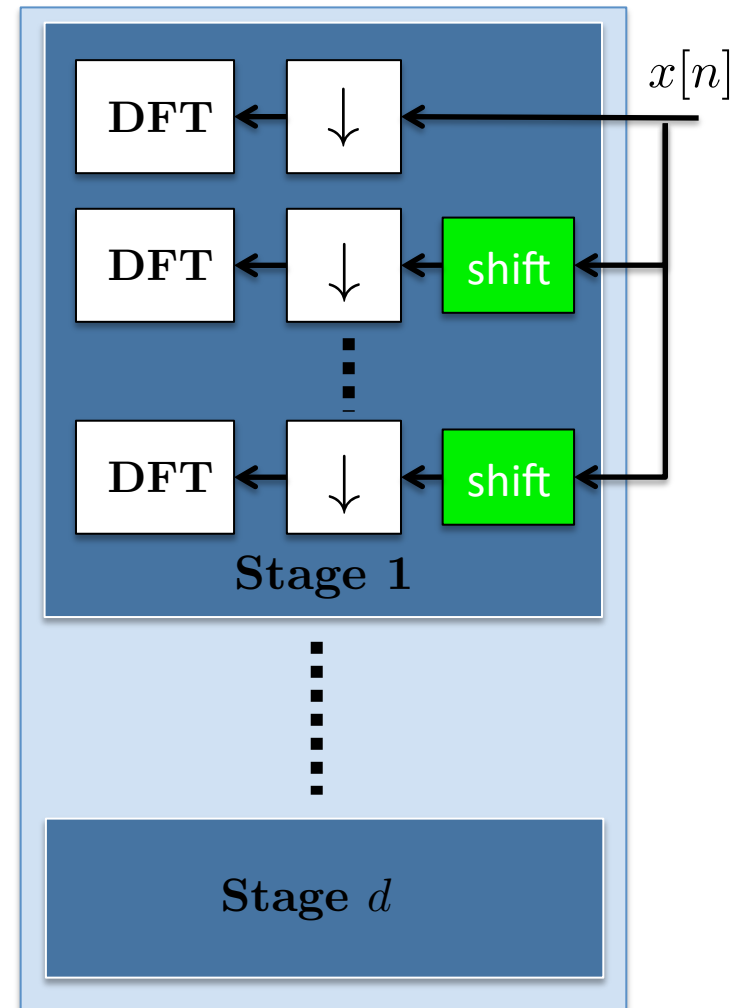 x[n]
DFT ↓
DFT ↓ shift
DFT ↓ shift
Stage 1
Stage d